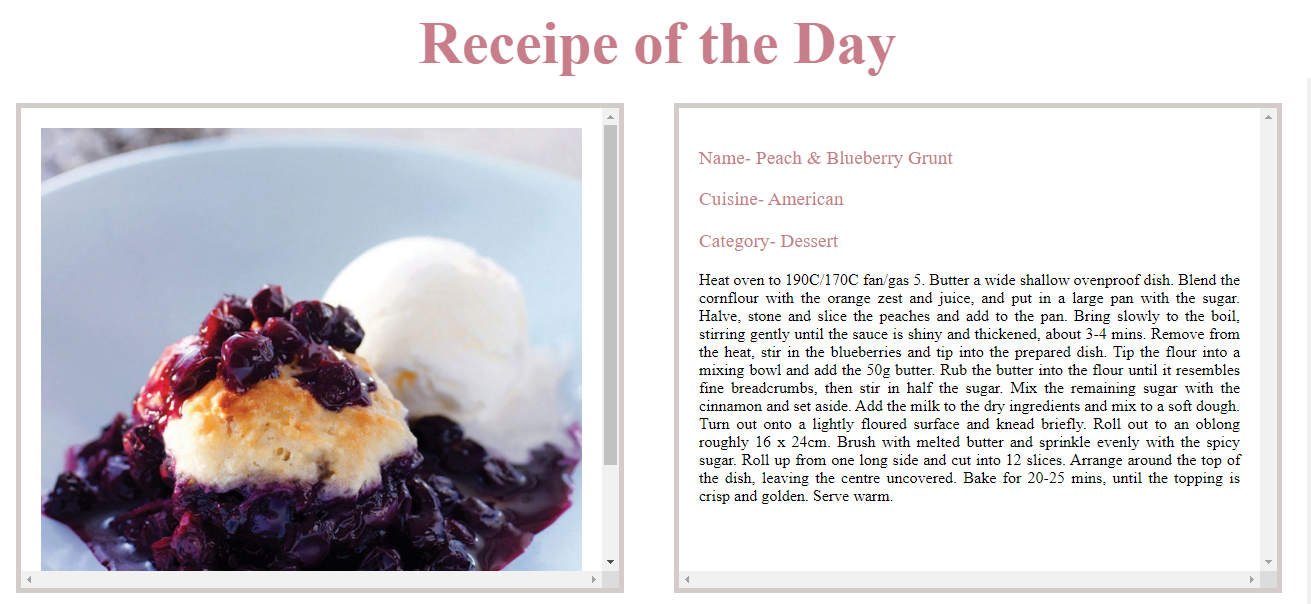 Receipe of the Day
Name- Peach & Blueberry Grunt
Cuisine- American
Category- Dessert
Heat oven to 190C/170C fan/gas 5. Butter a wide shallow ovenproof dish. Blend the
cornflour with the orange zest and juice, and put in a large pan with the sugar.
Halve, stone and slice the peaches and add to the pan. Bring slowly to the boil,
stirring gently until the sauce is shiny and thickened, about 3-4 mins. Remove from
the heat, stir in the blueberries and tip into the prepared dish. Tip the flour into a
mixing bowl and add the 50g butter. Rub the butter into the flour until it resembles
fine breadcrumbs, then stir in half the sugar. Mix the remaining sugar with the
cinnamon and set aside. Add the milk to the dry ingredients and mix to a soft dough.
Turn out onto a lightly floured surface and knead briefly. Roll out to an oblong
roughly 16 x 24cm. Brush with melted butter and sprinkle evenly with the spicy
sugar. Roll up from one long side and cut into 12 slices. Arrange around the top of
the dish, leaving the centre uncovered. Bake for 20-25 mins, until the topping is
crisp and golden. Serve warm.